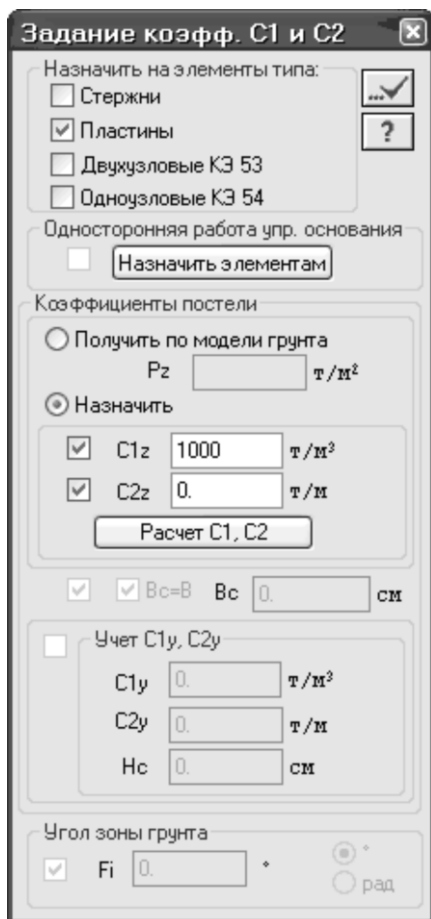 Задание коэфф. С1 и С2
Назначить на элементы типа:
Стержни
...
Пластины
?
Двухузловые КЭ 53
Одноузловые КЭ 54
Односторонняя работа упр. основания
Назначить элементам
Коэффициенты постели
Получить по модели грунта
Pz т/м²
Назначить
C1z 1000 т/м³
C2z 0. т/м
Расчет С1, С2
Bc=B Bc 0. см
Учет С1у, С2у
C1y 0. т/м³
C2y 0. т/м
Hc 0. см
Угол зоны грунта
Fi 0. ° °
рад